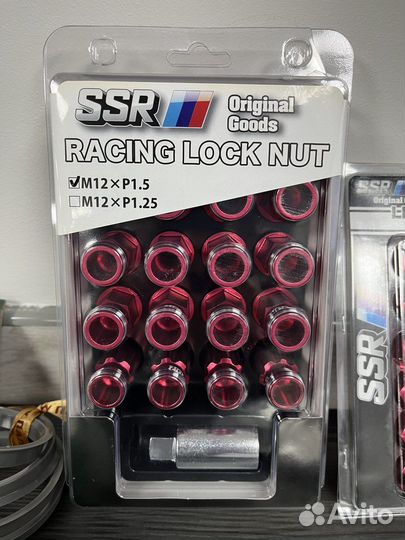 SSR
Original
Goods
RACING LOCK NUT
☑M12×P1.5
☐M12×P1.25
SSR
Original
SSR
Avito